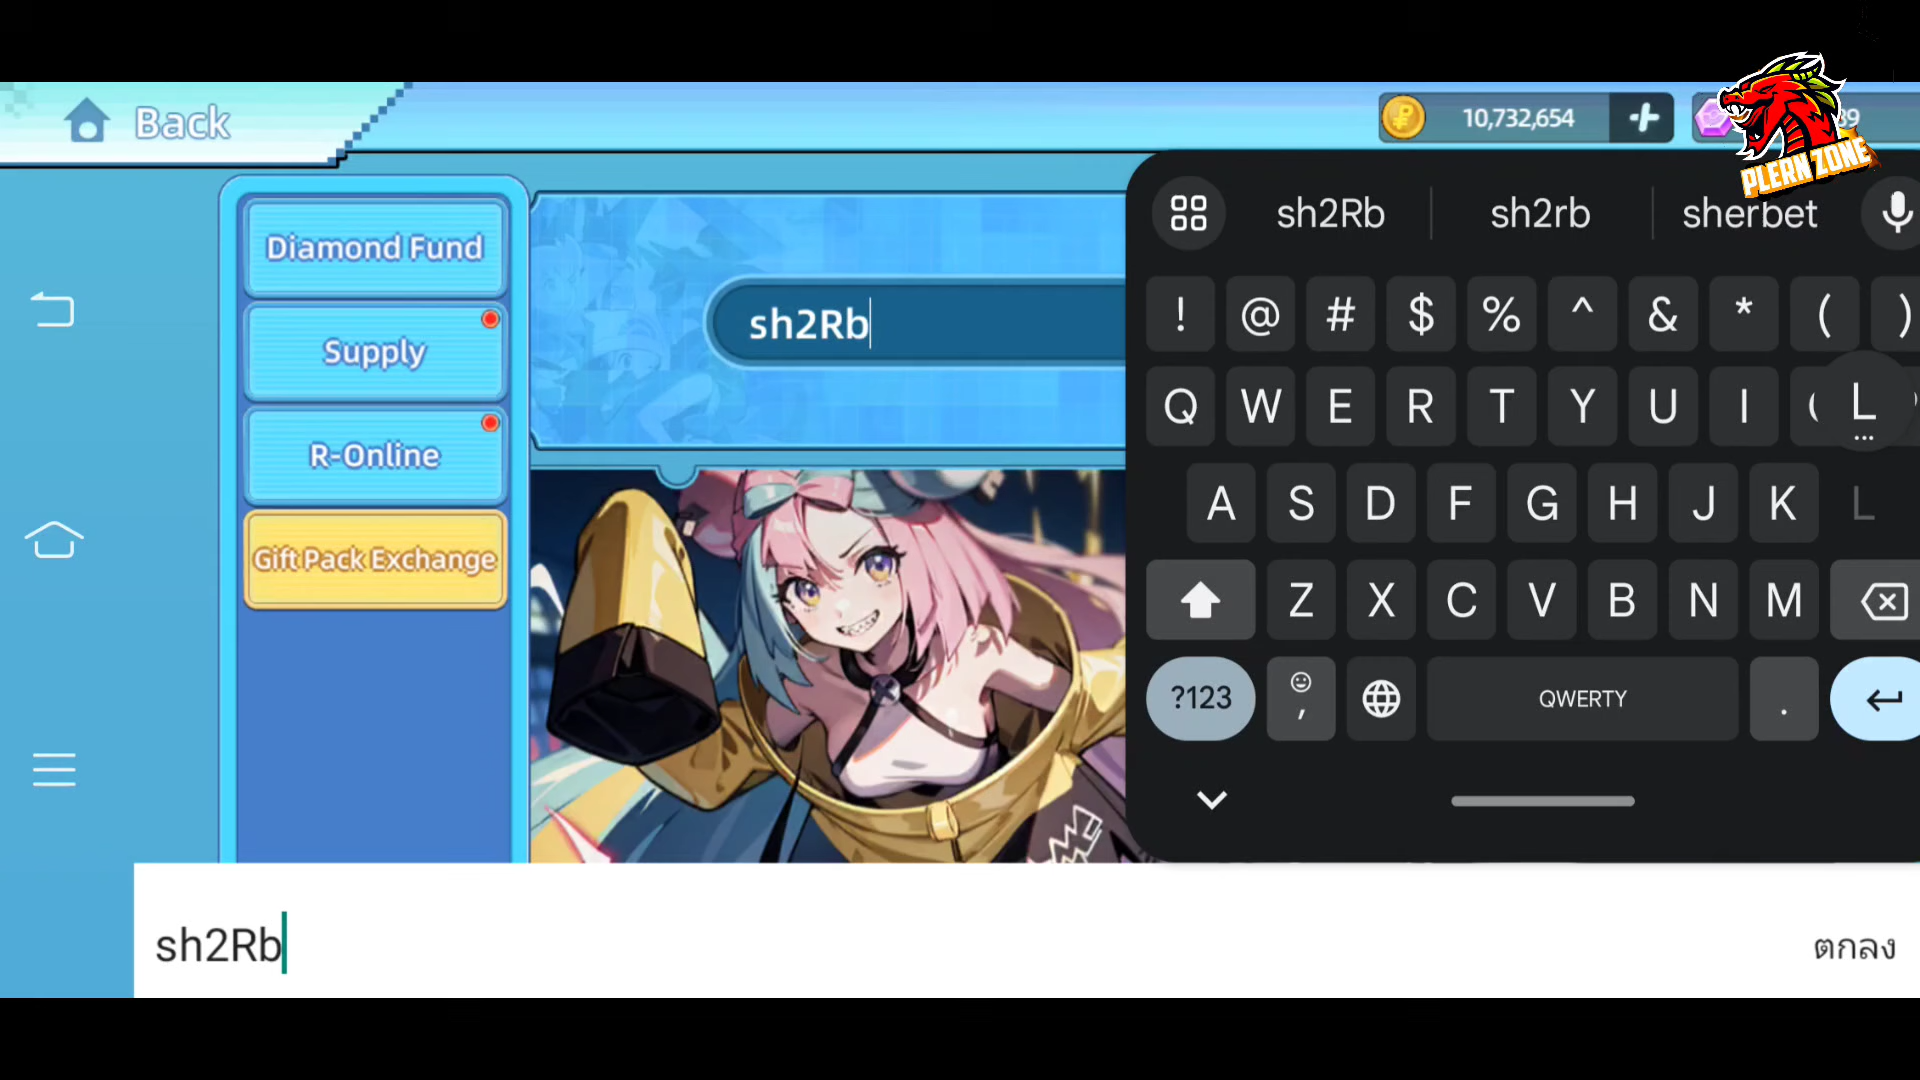 Back
10,732,654
39
PLERN ZONE
Diamond Fund
Supply
R-Online
Gift Pack Exchange
sh2Rb
sh2Rb sh2rb sherbet
! @ # $ % ^ & * ( )
Q W E R T Y U I L
A S D F G H J K L
Z X C V B N M
?123 , QWERTY .
sh2Rb
ตกลง